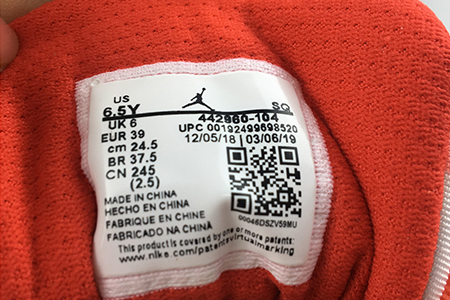 US
6.5Y SQ
UK 6 442960-104
EUR 39 UPC 00192499698520
cm 24.5 12/05/18 | 03/06/19
BR 37.5
CN 245
(2.5)
MADE IN CHINA
HECHO EN CHINA
FABRIQUE EN CHINE
FABRICADO NA CHINA
00046DSZV59MU
This product is covered by one or more patents:
www.nike.com/patentsvirtualmarking